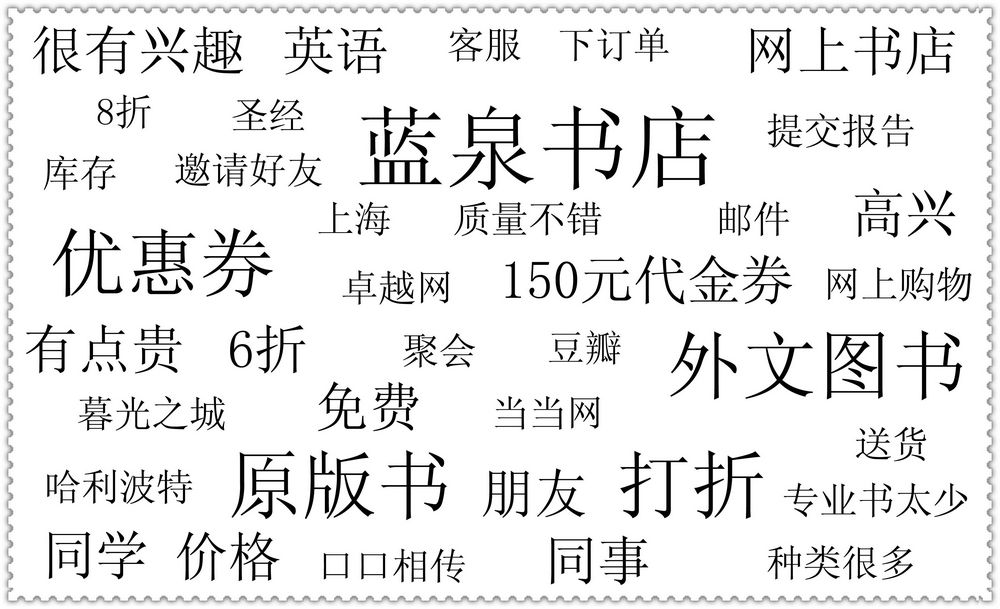 很有兴趣 英语 客服 下订单 网上书店
8折 圣经 蓝泉书店 提交报告
库存 邀请好友
上海 质量不错 邮件 高兴
优惠券 卓越网 150元代金券 网上购物
有点贵 6折 聚会 豆瓣 外文图书
暮光之城 免费 当当网
送货
哈利波特 原版书 朋友 打折 专业书太少
同学 价格 口口相传 同事 种类很多